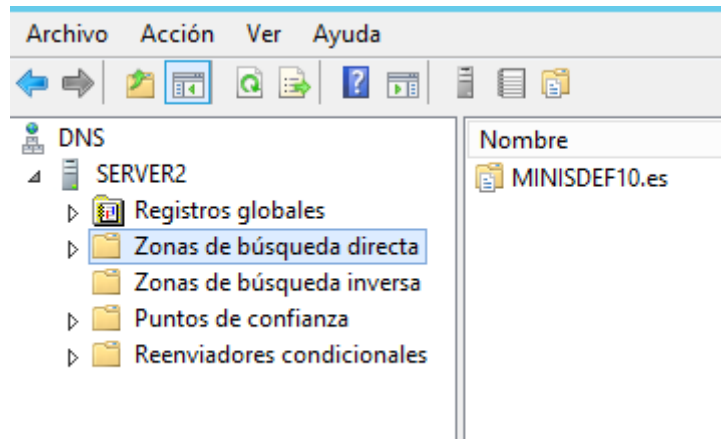 Archivo Acción Ver Ayuda
DNS
SERVER2
Registros globales
Zonas de búsqueda directa
Zonas de búsqueda inversa
Puntos de confianza
Reenviadores condicionales
Nombre
MINISDEF10.es